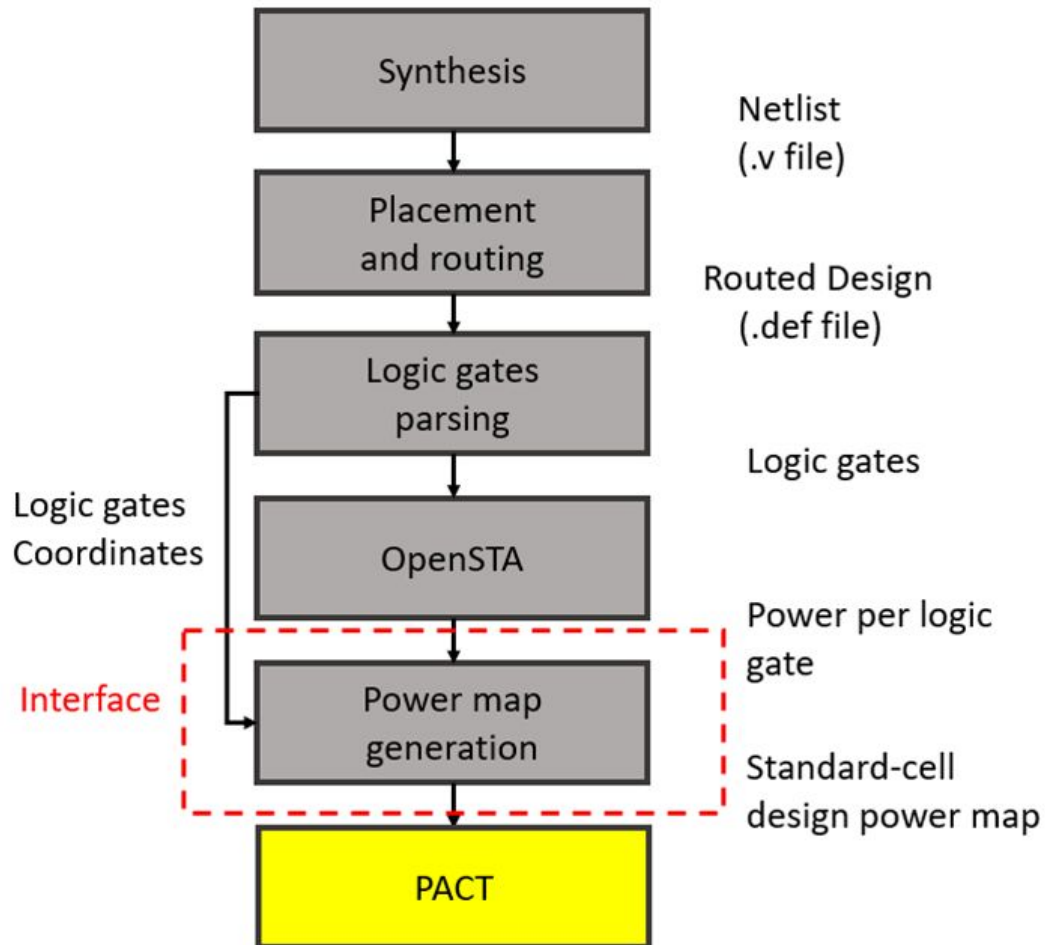 Synthesis
Netlist
(.v file)
Placement
and routing
Routed Design
(.def file)
Logic gates
parsing
Logic gates
Logic gates
Coordinates
OpenSTA
Power per logic
gate
Interface
Power map
generation
Standard-cell
design power map
PACT